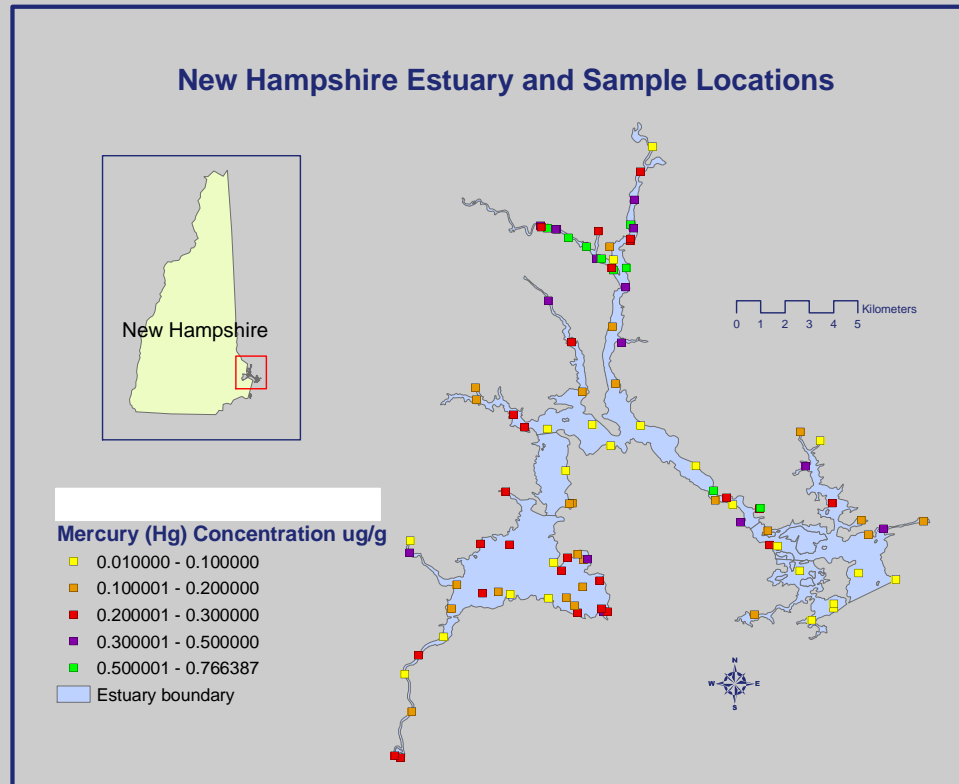 New Hampshire Estuary and Sample Locations
New Hampshire
Kilometers
0 1 2 3 4 5
Mercury (Hg) Concentration ug/g
0.010000 - 0.100000
0.100001 - 0.200000
0.200001 - 0.300000
0.300001 - 0.500000
0.500001 - 0.766387
Estuary boundary
N
W E
S